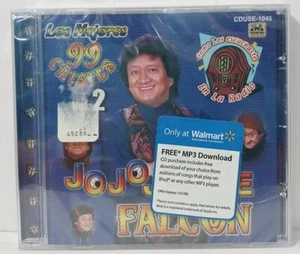 CDUSE-1045
Las Mejores
99
CHISTES
Como Los escuchaste
En La Radio
2
Only at Walmart
FREE* MP3 Download
CD purchase includes free
download of your choice from
millions of songs that play on
iPod® or any other MP3 player.
JOJO
E
FALCON